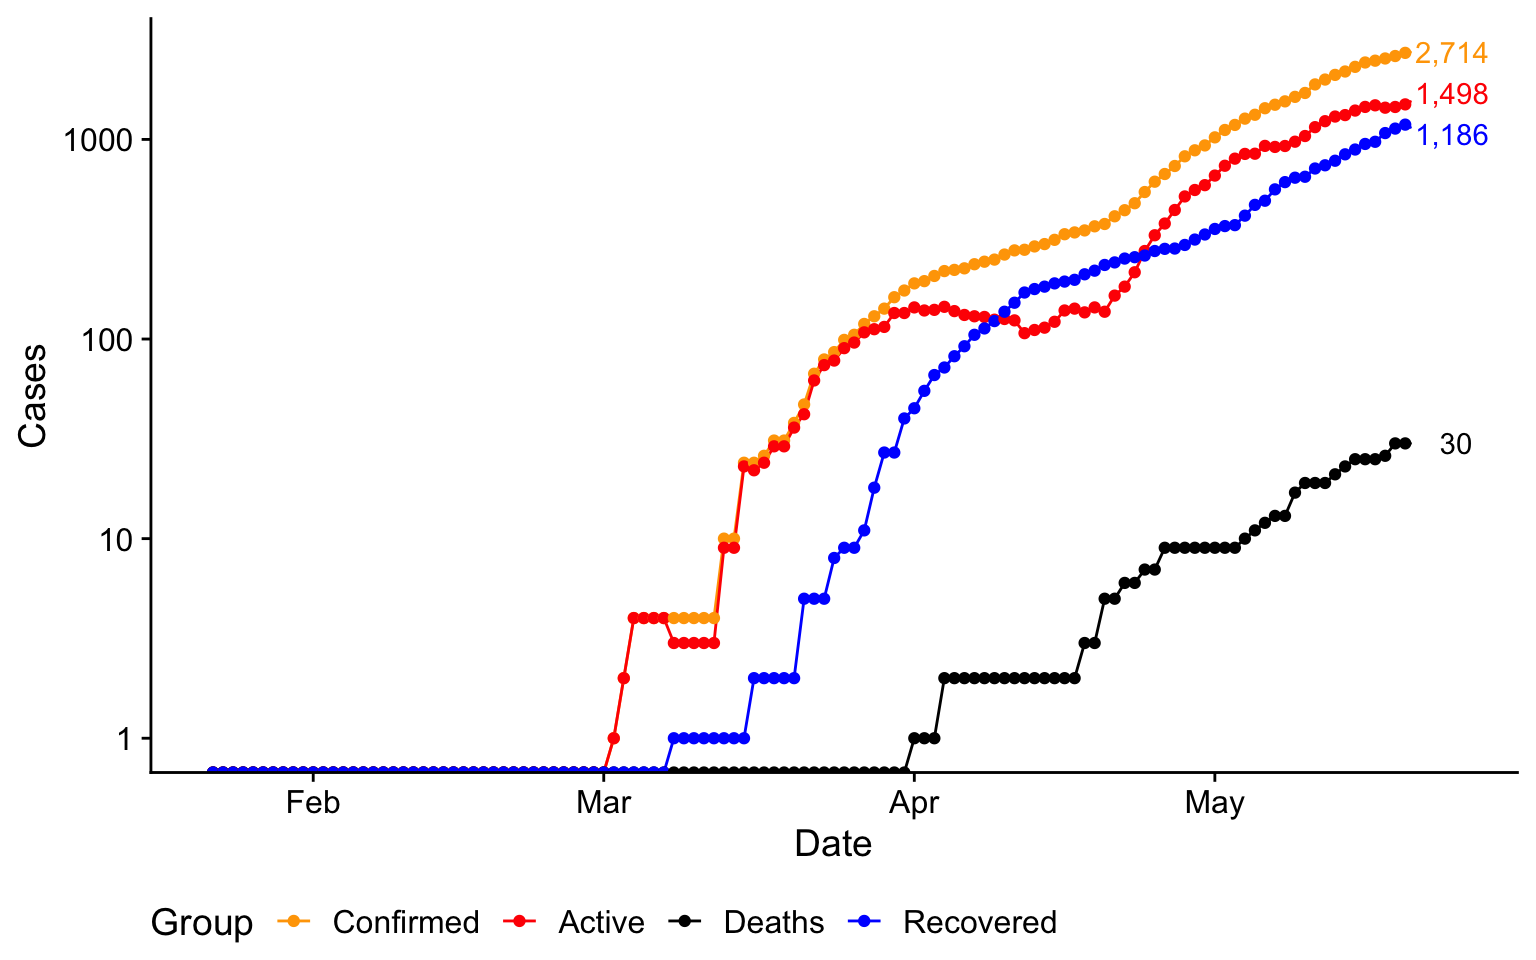 2,714
1,498
1,186
1000
100
30
10
1
Cases
Feb Mar Apr May
Date
Group Confirmed Active Deaths Recovered